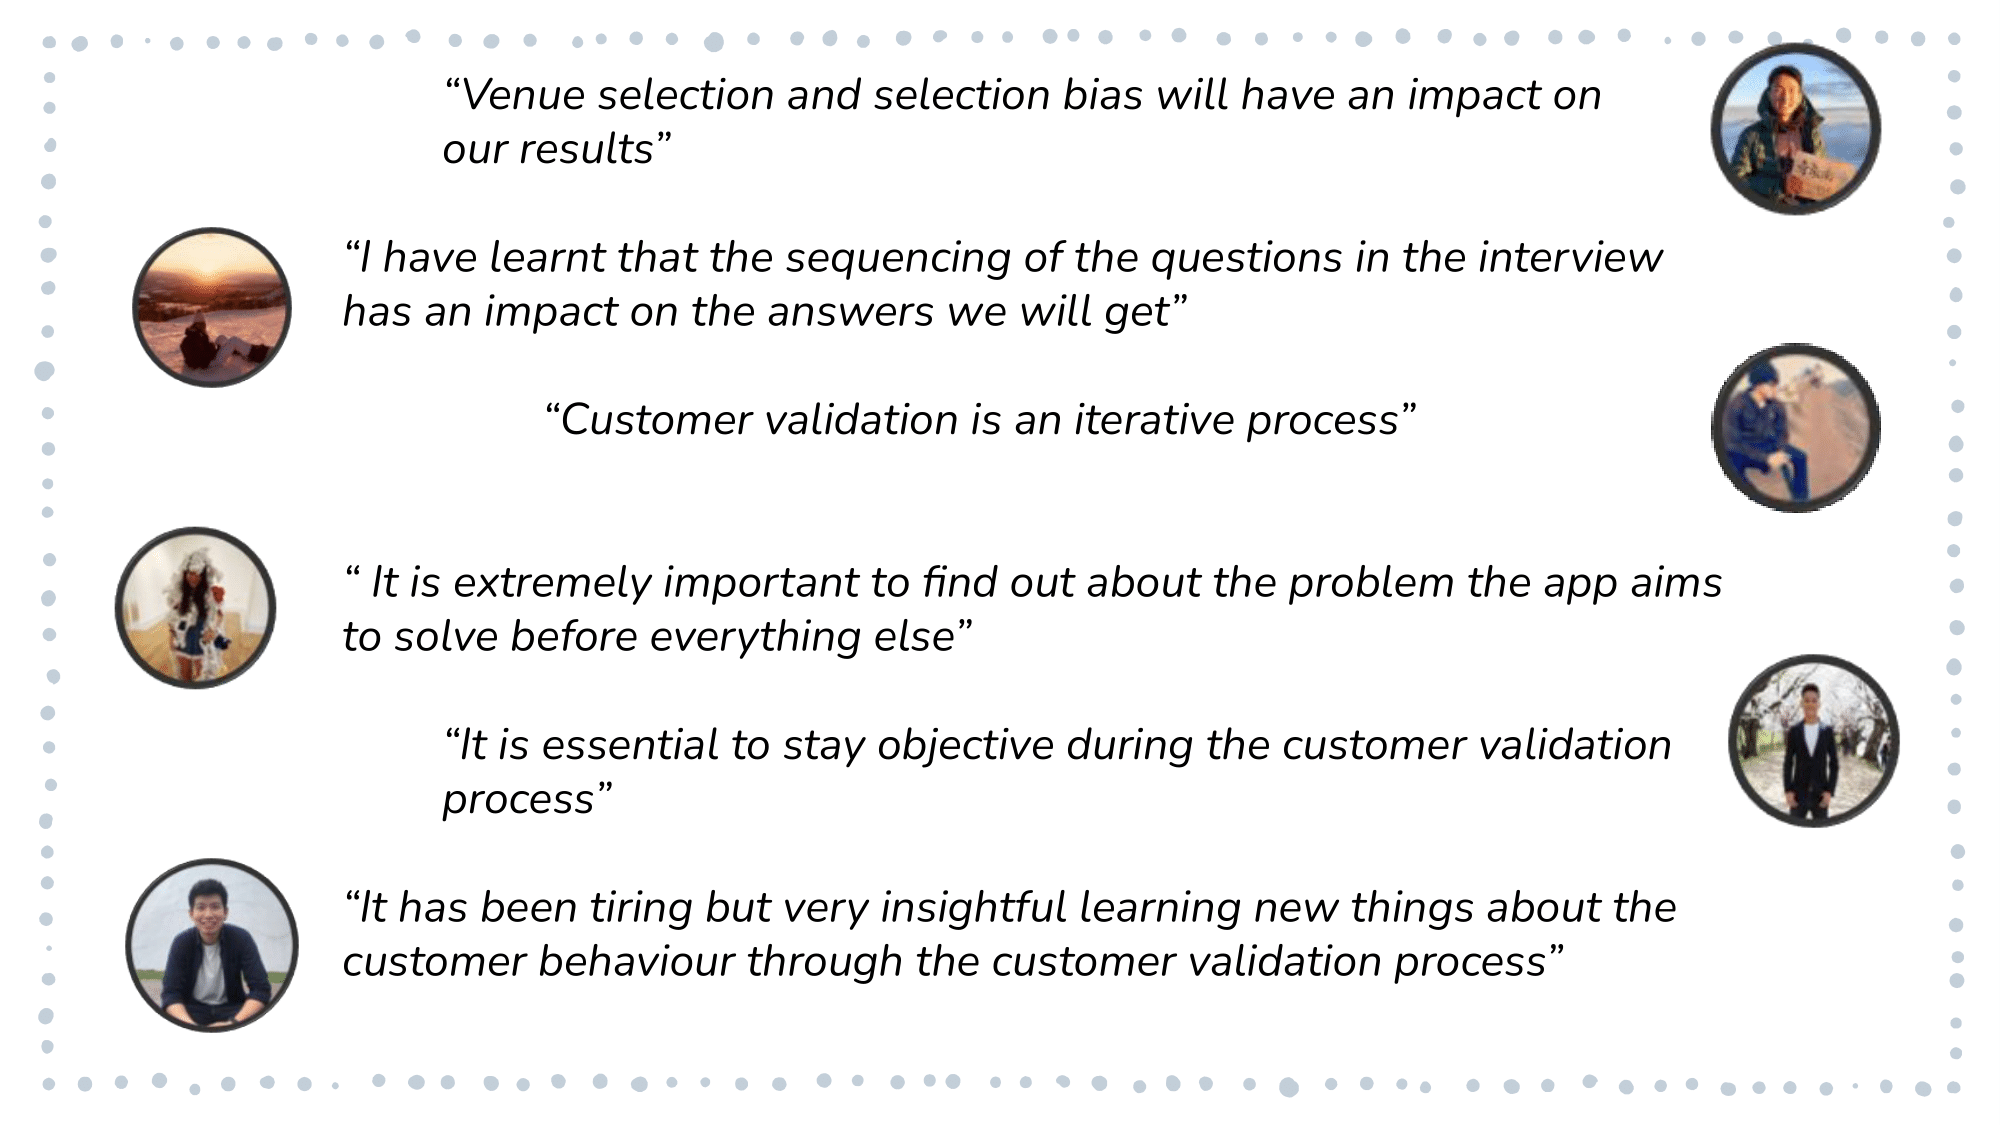 “Venue selection and selection bias will have an impact on
our results”
“I have learnt that the sequencing of the questions in the interview
has an impact on the answers we will get”
“Customer validation is an iterative process”
“ It is extremely important to find out about the problem the app aims
to solve before everything else”
“It is essential to stay objective during the customer validation
process”
“It has been tiring but very insightful learning new things about the
customer behaviour through the customer validation process”